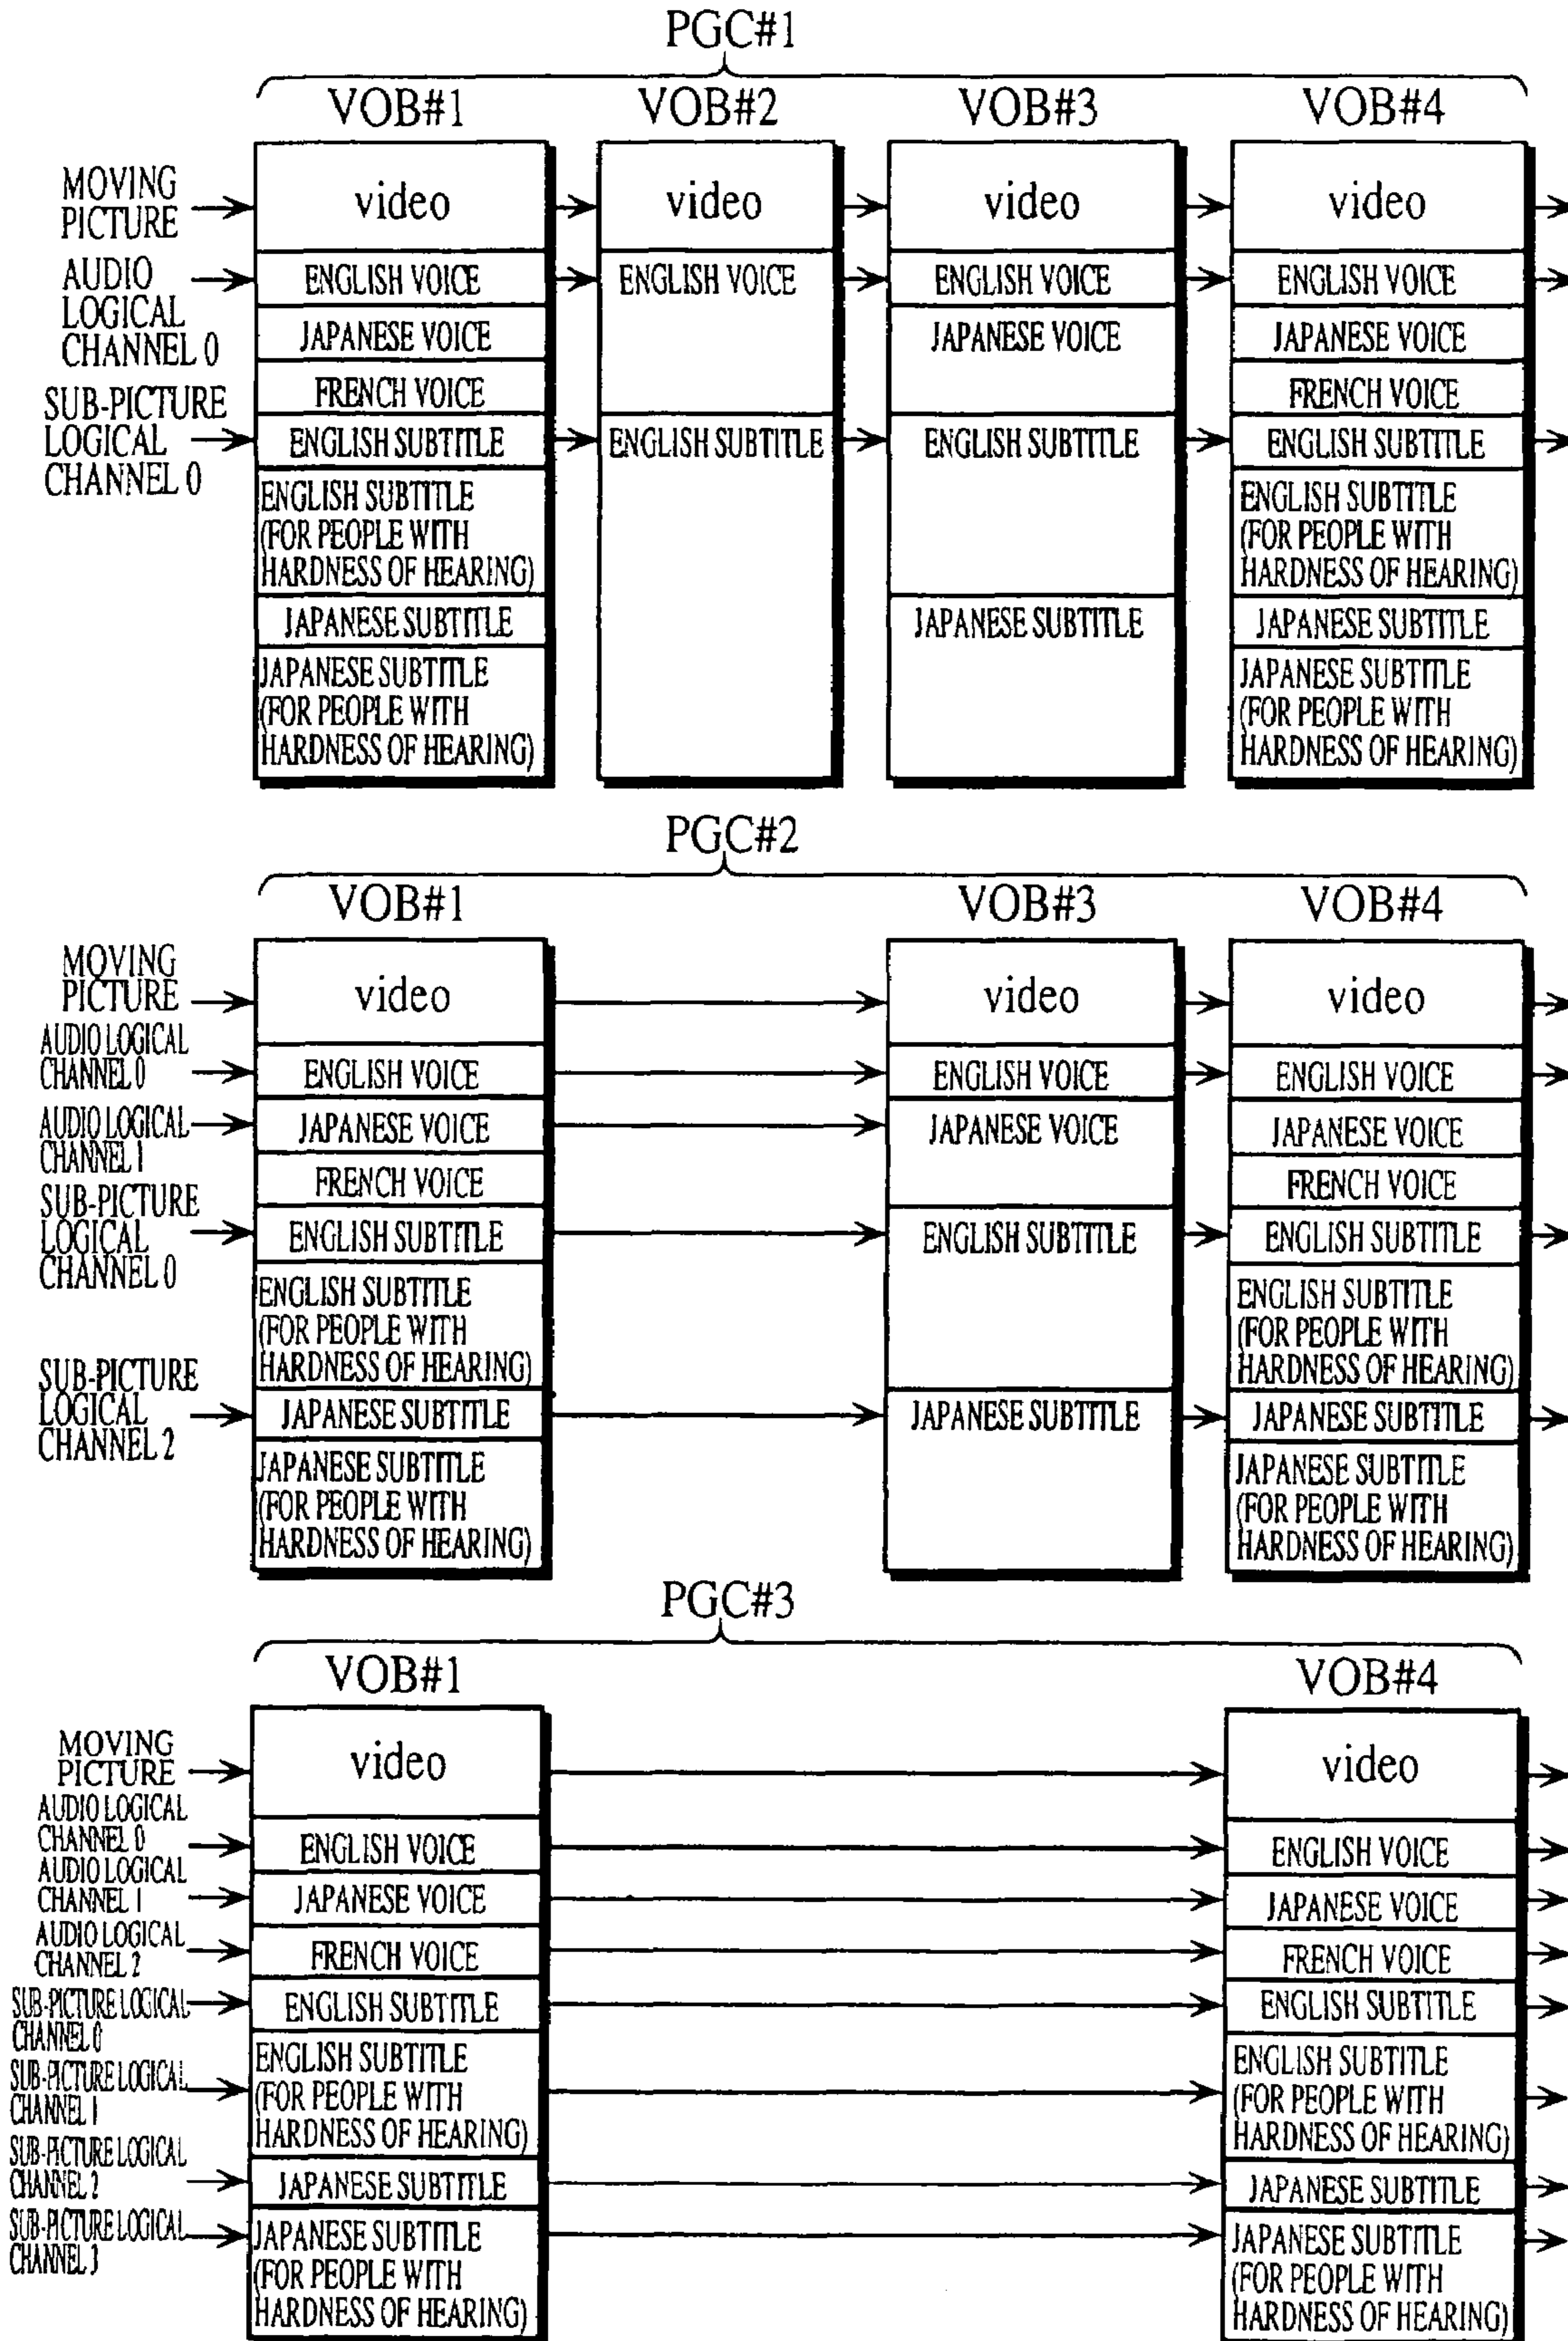 PGC#1
VOB#1
VOB#2
VOB#3
VOB#4
MOVING
PICTURE
AUDIO
LOGICAL
CHANNEL 0
SUB-PICTURE
LOGICAL
CHANNEL 0
video
ENGLISH VOICE
JAPANESE VOICE
FRENCH VOICE
ENGLISH SUBTITLE
ENGLISH SUBTITLE
(FOR PEOPLE WITH
HARDNESS OF HEARING)
JAPANESE SUBTITLE
JAPANESE SUBTITLE
(FOR PEOPLE WITH
HARDNESS OF HEARING)
video
ENGLISH VOICE
ENGLISH SUBTITLE
video
ENGLISH VOICE
JAPANESE VOICE
ENGLISH SUBTITLE
JAPANESE SUBTITLE
video
ENGLISH VOICE
JAPANESE VOICE
FRENCH VOICE
ENGLISH SUBTITLE
ENGLISH SUBTITLE
(FOR PEOPLE WITH
HARDNESS OF HEARING)
JAPANESE SUBTITLE
JAPANESE SUBTITLE
(FOR PEOPLE WITH
HARDNESS OF HEARING)
PGC#2
VOB#1
VOB#3
VOB#4
MOVING
PICTURE
AUDIO LOGICAL
CHANNEL 0
AUDIO LOGICAL
CHANNEL 1
SUB-PICTURE
LOGICAL
CHANNEL 0
SUB-PICTURE
LOGICAL
CHANNEL 2
video
ENGLISH VOICE
JAPANESE VOICE
FRENCH VOICE
ENGLISH SUBTITLE
ENGLISH SUBTITLE
(FOR PEOPLE WITH
HARDNESS OF HEARING)
JAPANESE SUBTITLE
JAPANESE SUBTITLE
(FOR PEOPLE WITH
HARDNESS OF HEARING)
video
ENGLISH VOICE
JAPANESE VOICE
ENGLISH SUBTITLE
JAPANESE SUBTITLE
video
ENGLISH VOICE
JAPANESE VOICE
FRENCH VOICE
ENGLISH SUBTITLE
ENGLISH SUBTITLE
(FOR PEOPLE WITH
HARDNESS OF HEARING)
JAPANESE SUBTITLE
JAPANESE SUBTITLE
(FOR PEOPLE WITH
HARDNESS OF HEARING)
PGC#3
VOB#1
VOB#4
MOVING
PICTURE
AUDIO LOGICAL
CHANNEL 0
AUDIO LOGICAL
CHANNEL 1
AUDIO LOGICAL
CHANNEL 2
SUB-PICTURE LOGICAL
CHANNEL 0
SUB-PICTURE LOGICAL
CHANNEL 1
SUB-PICTURE LOGICAL
CHANNEL 2
SUB-PICTURE LOGICAL
CHANNEL 3
video
ENGLISH VOICE
JAPANESE VOICE
FRENCH VOICE
ENGLISH SUBTITLE
ENGLISH SUBTITLE
(FOR PEOPLE WITH
HARDNESS OF HEARING)
JAPANESE SUBTITLE
JAPANESE SUBTITLE
(FOR PEOPLE WITH
HARDNESS OF HEARING)
video
ENGLISH VOICE
JAPANESE VOICE
FRENCH VOICE
ENGLISH SUBTITLE
ENGLISH SUBTITLE
(FOR PEOPLE WITH
HARDNESS OF HEARING)
JAPANESE SUBTITLE
JAPANESE SUBTITLE
(FOR PEOPLE WITH
HARDNESS OF HEARING)